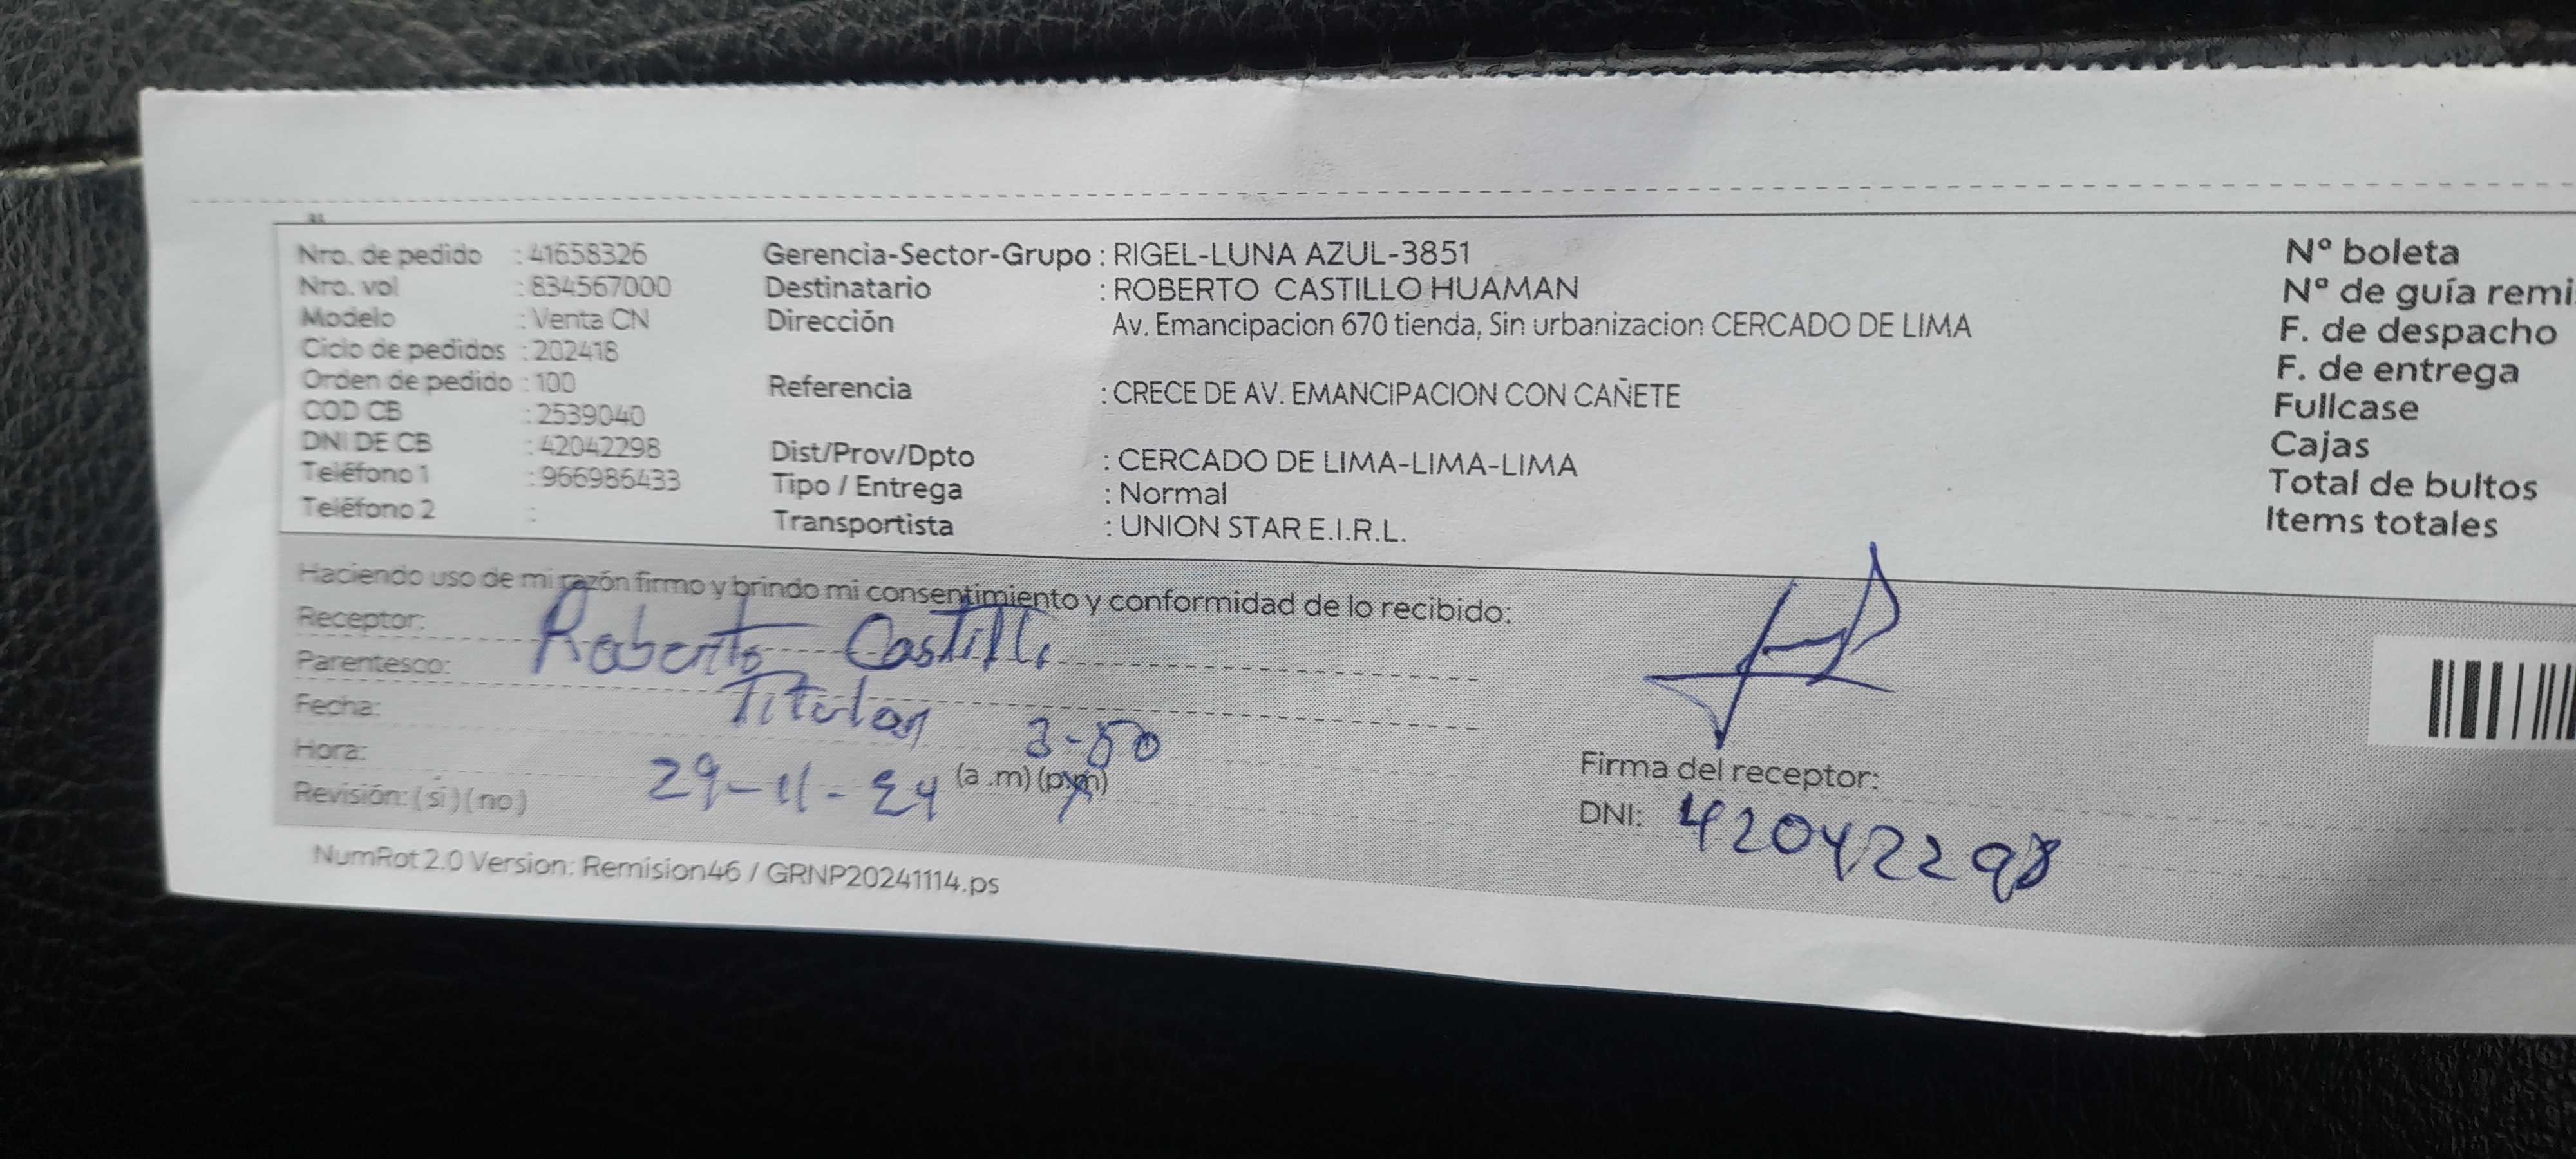 Nro. de pedido : 41658326 Gerencia-Sector-Grupo : RIGEL-LUNA AZUL-3851 Nº boleta
Nro. vol : 834567000 Destinatario : ROBERTO CASTILLO HUAMAN Nº de guía remi
Modelo : Venta CN Dirección Av. Emancipacion 670 tienda, Sin urbanizacion CERCADO DE LIMA F. de despacho
Ciclo de pedidos : 202418 F. de entrega
Orden de pedido : 100 Referencia : CRECE DE AV. EMANCIPACION CON CAÑETE Fullcase
COD CB : 2539040 Cajas
DNI DE CB : 42042298 Dist/Prov/Dpto : CERCADO DE LIMA-LIMA-LIMA Total de bultos
Teléfono 1 : 966986433 Tipo / Entrega : Normal Items totales
Teléfono 2 : Transportista : UNION STAR E.I.R.L.
Haciendo uso de mi razón firmo y brindo mi consentimiento y conformidad de lo recibido:
Receptor: Roberto Castillo
Parentesco: Titular
Fecha: 3-50
Hora: 29-11-24 (a .m) (p.m) Firma del receptor:
Revisión: ( si ) ( no ) DNI: 42042298
NumRot 2.0 Version: Remision46 / GRNP20241114.ps